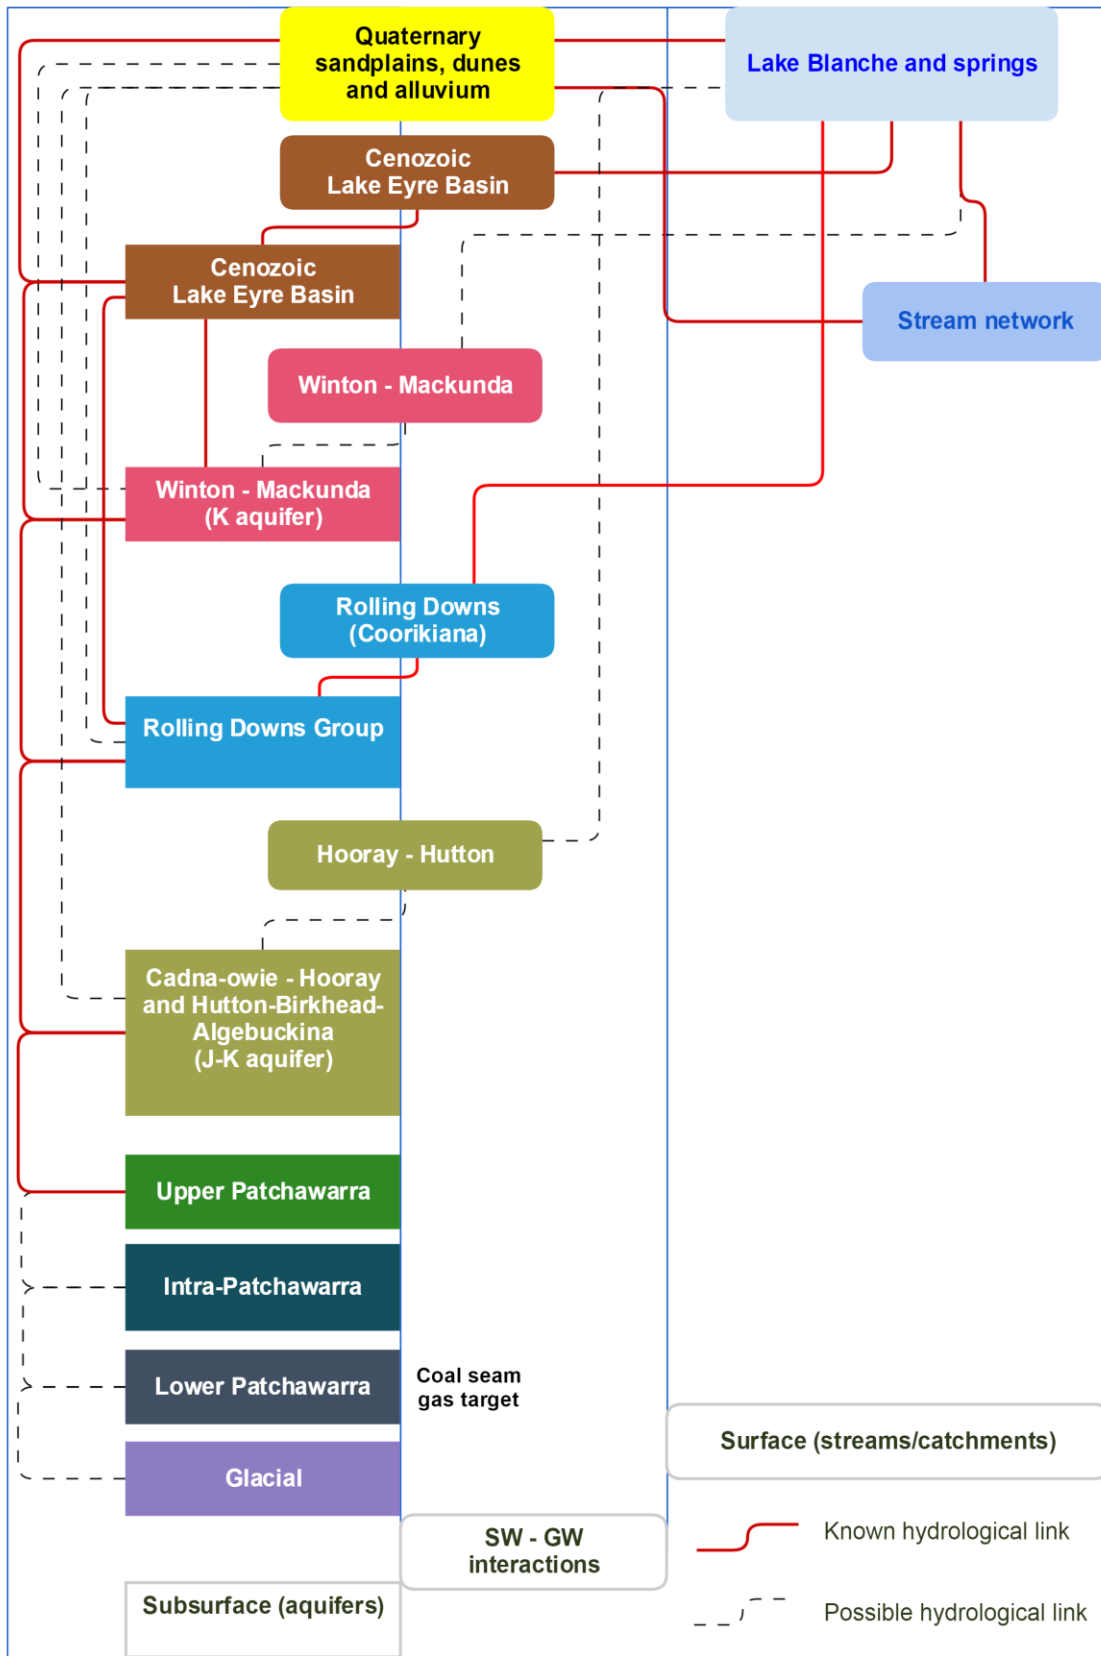 Quaternary
sandplains, dunes
and alluvium
Lake Blanche and springs
Cenozoic
Lake Eyre Basin
Cenozoic
Lake Eyre Basin
Stream network
Winton - Mackunda
Winton - Mackunda
(K aquifer)
Rolling Downs
(Coorikiana)
Rolling Downs Group
Hooray - Hutton
Cadna-owie - Hooray
and Hutton-Birkhead-
Algebuckina
(J-K aquifer)
Upper Patchawarra
Intra-Patchawarra
Lower Patchawarra
Coal seam
gas target
Glacial
Surface (streams/catchments)
SW - GW
interactions
Subsurface (aquifers)
Known hydrological link
Possible hydrological link